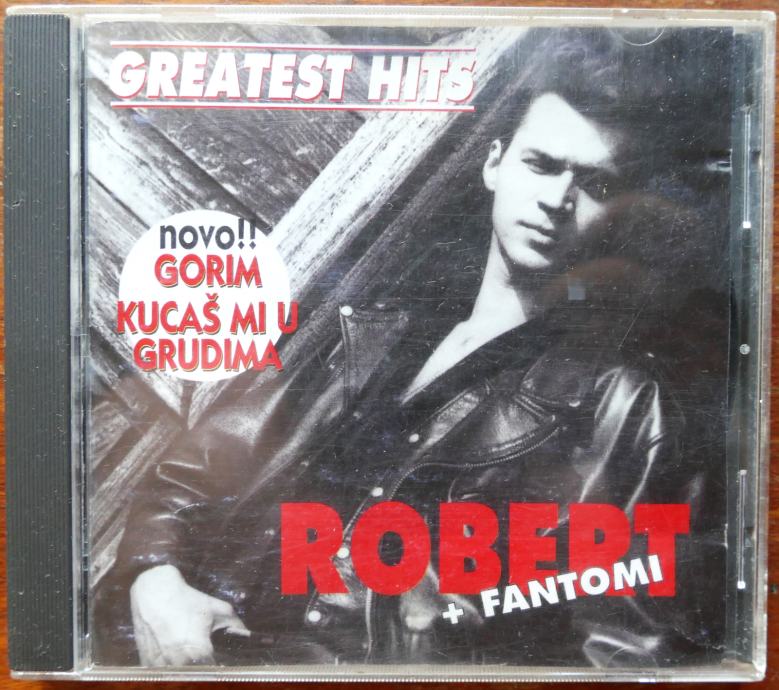 GREATEST HITS
novo!!
GORIM
KUCAŠ MI U
GRUDIMA
ROBERT
+ FANTOMI